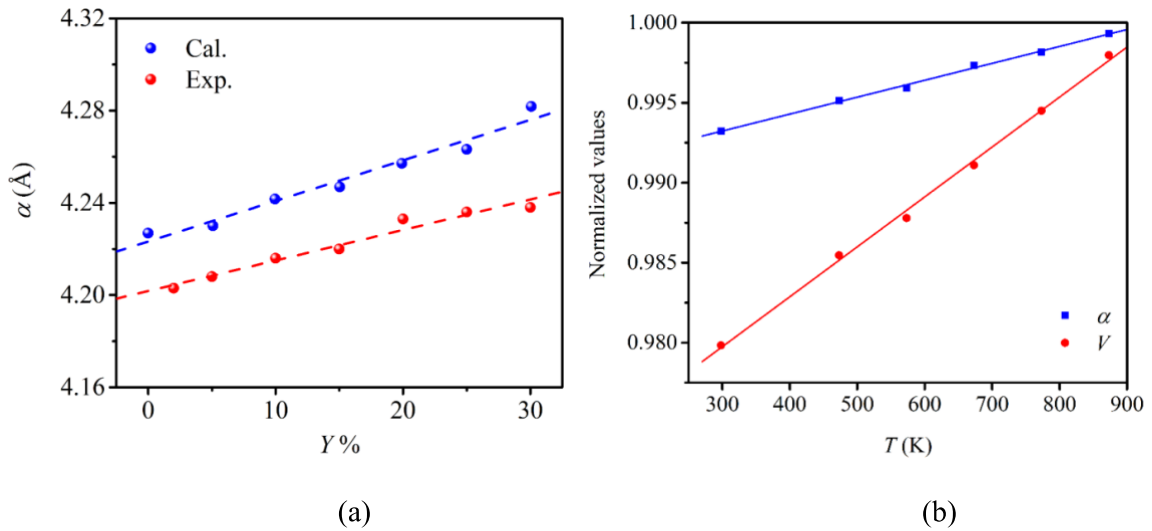 4.32
4.28
4.24
4.20
4.16
α (Å)
Cal.
Exp.
0
10
20
30
Y %
(a)
1.000
0.995
0.990
0.985
0.980
Normalized values
α
V
300
400
500
600
700
800
900
T (K)
(b)